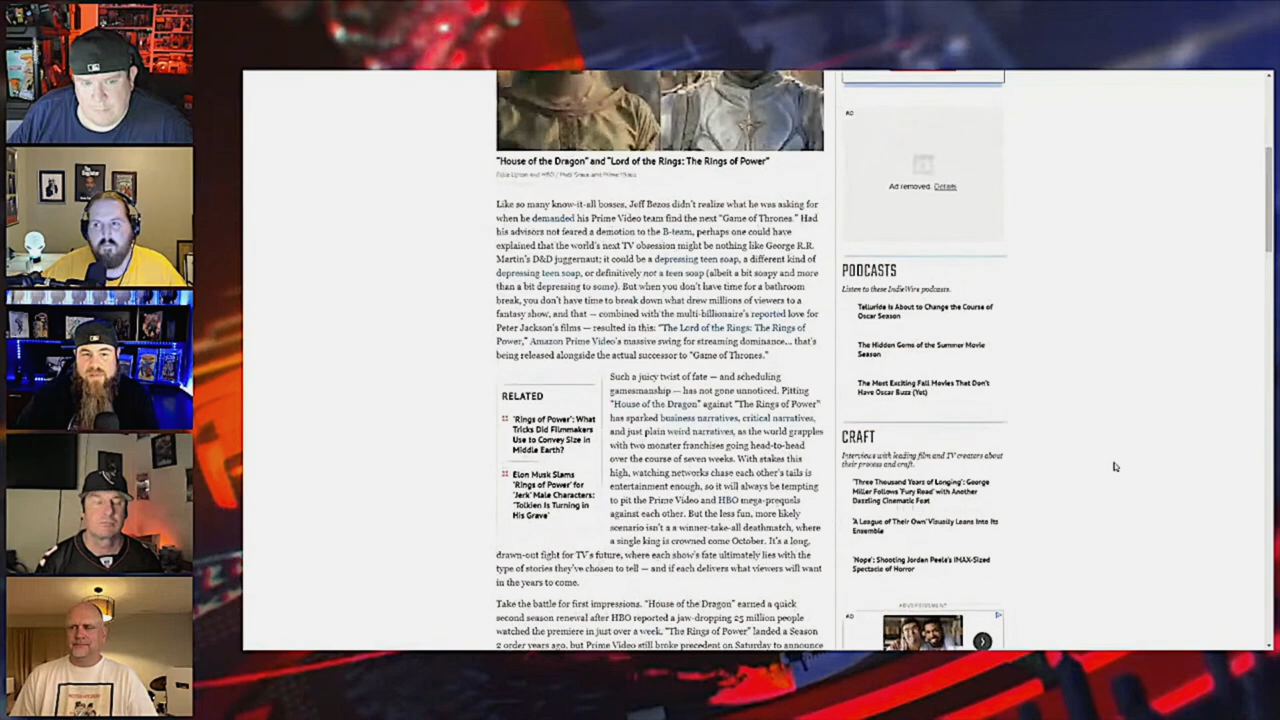 "House of the Dragon" and "Lord of the Rings: The Rings of Power"
Like so many know-it-all bosses, Jeff Bezos didn't realize what he was asking for
when he demanded his Prime Video team find the next "Game of Thrones." Had
his advisors not feared a demotion to the B-team, perhaps one could have
explained that the world's next TV obsession might be nothing like George R.R.
Martin's D&D juggernaut; it could be a depressing teen soap, a different kind of
depressing teen soap, or definitively not a teen soap (albeit a bit soapy and more
than a bit depressing to some). But when you don't have time for a bathroom
break, you don't have time to break down what drew millions of viewers to a
fantasy show, and that — combined with the multi-billionaire's reported love for
Peter Jackson's films — resulted in this: "The Lord of the Rings: The Rings of
Power," Amazon Prime Video's massive swing for streaming dominance... that's
being released alongside the actual successor to "Game of Thrones."
RELATED
'Rings of Power': What
Tricks Did Filmmakers
Use to Convey Size in
Middle Earth?
Elon Musk Slams
'Rings of Power' for
'Jerk' Male Characters:
'Tolkien Is Turning in
His Grave'
Such a juicy twist of fate — and scheduling
gamesmanship — has not gone unnoticed. Pitting
"House of the Dragon" against "The Rings of Power"
has sparked business narratives, critical narratives,
and just plain weird narratives, as the world grapples
with two monster franchises going head-to-head
over the course of seven weeks. With stakes this
high, watching networks chase each other's tails is
entertainment enough, so it will always be tempting
to pit the Prime Video and HBO mega-prequels
against each other. But the less fun, more likely
scenario isn't a a winner-take-all deathmatch, where
a single king is crowned come October. It's a long,
drawn-out fight for TV's future, where each show's fate ultimately lies with the
type of stories they've chosen to tell — and if each delivers what viewers will want
in the years to come.
Take the battle for first impressions. "House of the Dragon" earned a quick
second season renewal after HBO reported a jaw-dropping 25 million people
watched the premiere in just over a week. "The Rings of Power" landed a Season
2 order years ago, but Prime Video still broke precedent on Saturday to announce
AD
Ad removed. Details
PODCASTS
Listen to these IndieWire podcasts.
Telluride Is About to Change the Course of
Oscar Season
The Hidden Gems of the Summer Movie
Season
The Most Exciting Fall Movies That Don't
Have Oscar Buzz (Yet)
CRAFT
Interviews with leading film and TV creators about
their process and craft.
'Three Thousand Years of Longing': George
Miller Follows 'Fury Road' with Another
Dazzling Cinematic Feat
'A League of Their Own' Visually Leans Into Its
Ensemble
'Nope': Shooting Jordan Peele's IMAX-Sized
Spectacle of Horror
ADVERTISEMENT
AD